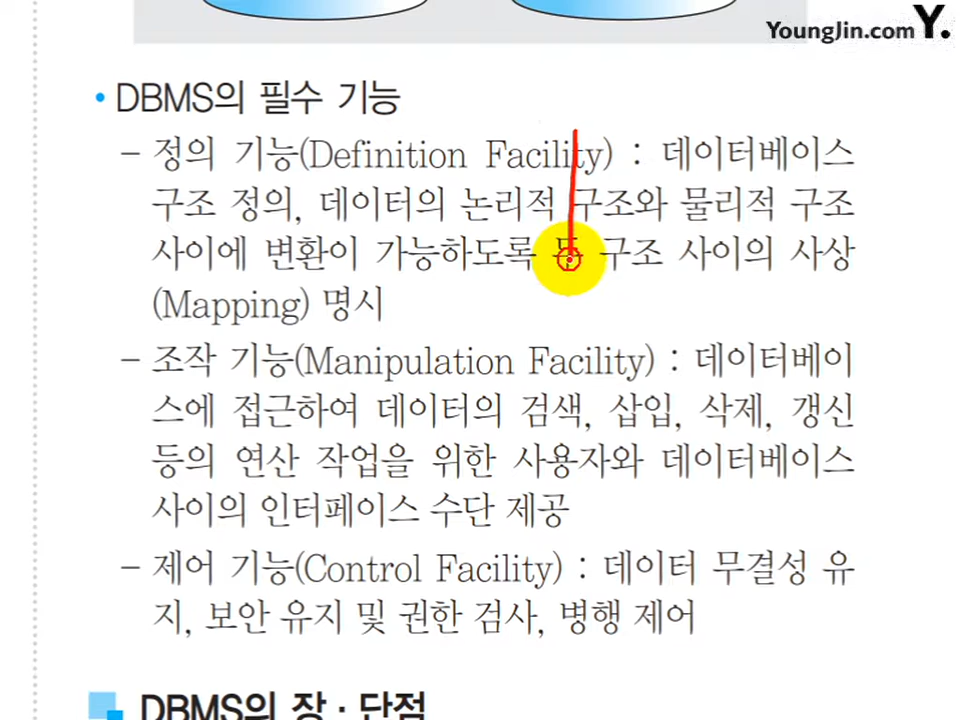 YoungJin.com Y.
• DBMS의 필수 기능
– 정의 기능(Definition Facility) : 데이터베이스
구조 정의, 데이터의 논리적 구조와 물리적 구조
사이에 변환이 가능하도록 두 구조 사이의 사상
(Mapping) 명시
– 조작 기능(Manipulation Facility) : 데이터베이
스에 접근하여 데이터의 검색, 삽입, 삭제, 갱신
등의 연산 작업을 위한 사용자와 데이터베이스
사이의 인터페이스 수단 제공
– 제어 기능(Control Facility) : 데이터 무결성 유
지, 보안 유지 및 권한 검사, 병행 제어
DBMS의 장·단점